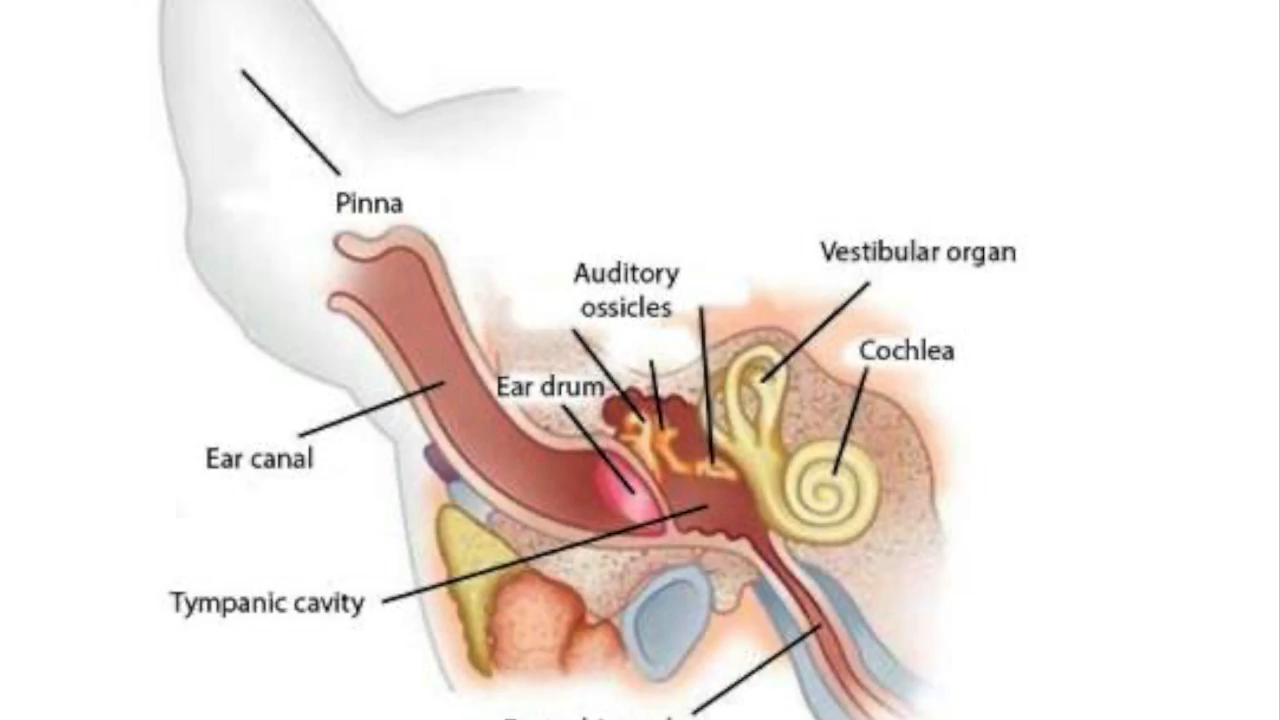 Pinna
Vestibular organ
Auditory
ossicles
Cochlea
Ear drum
Ear canal
Tympanic cavity